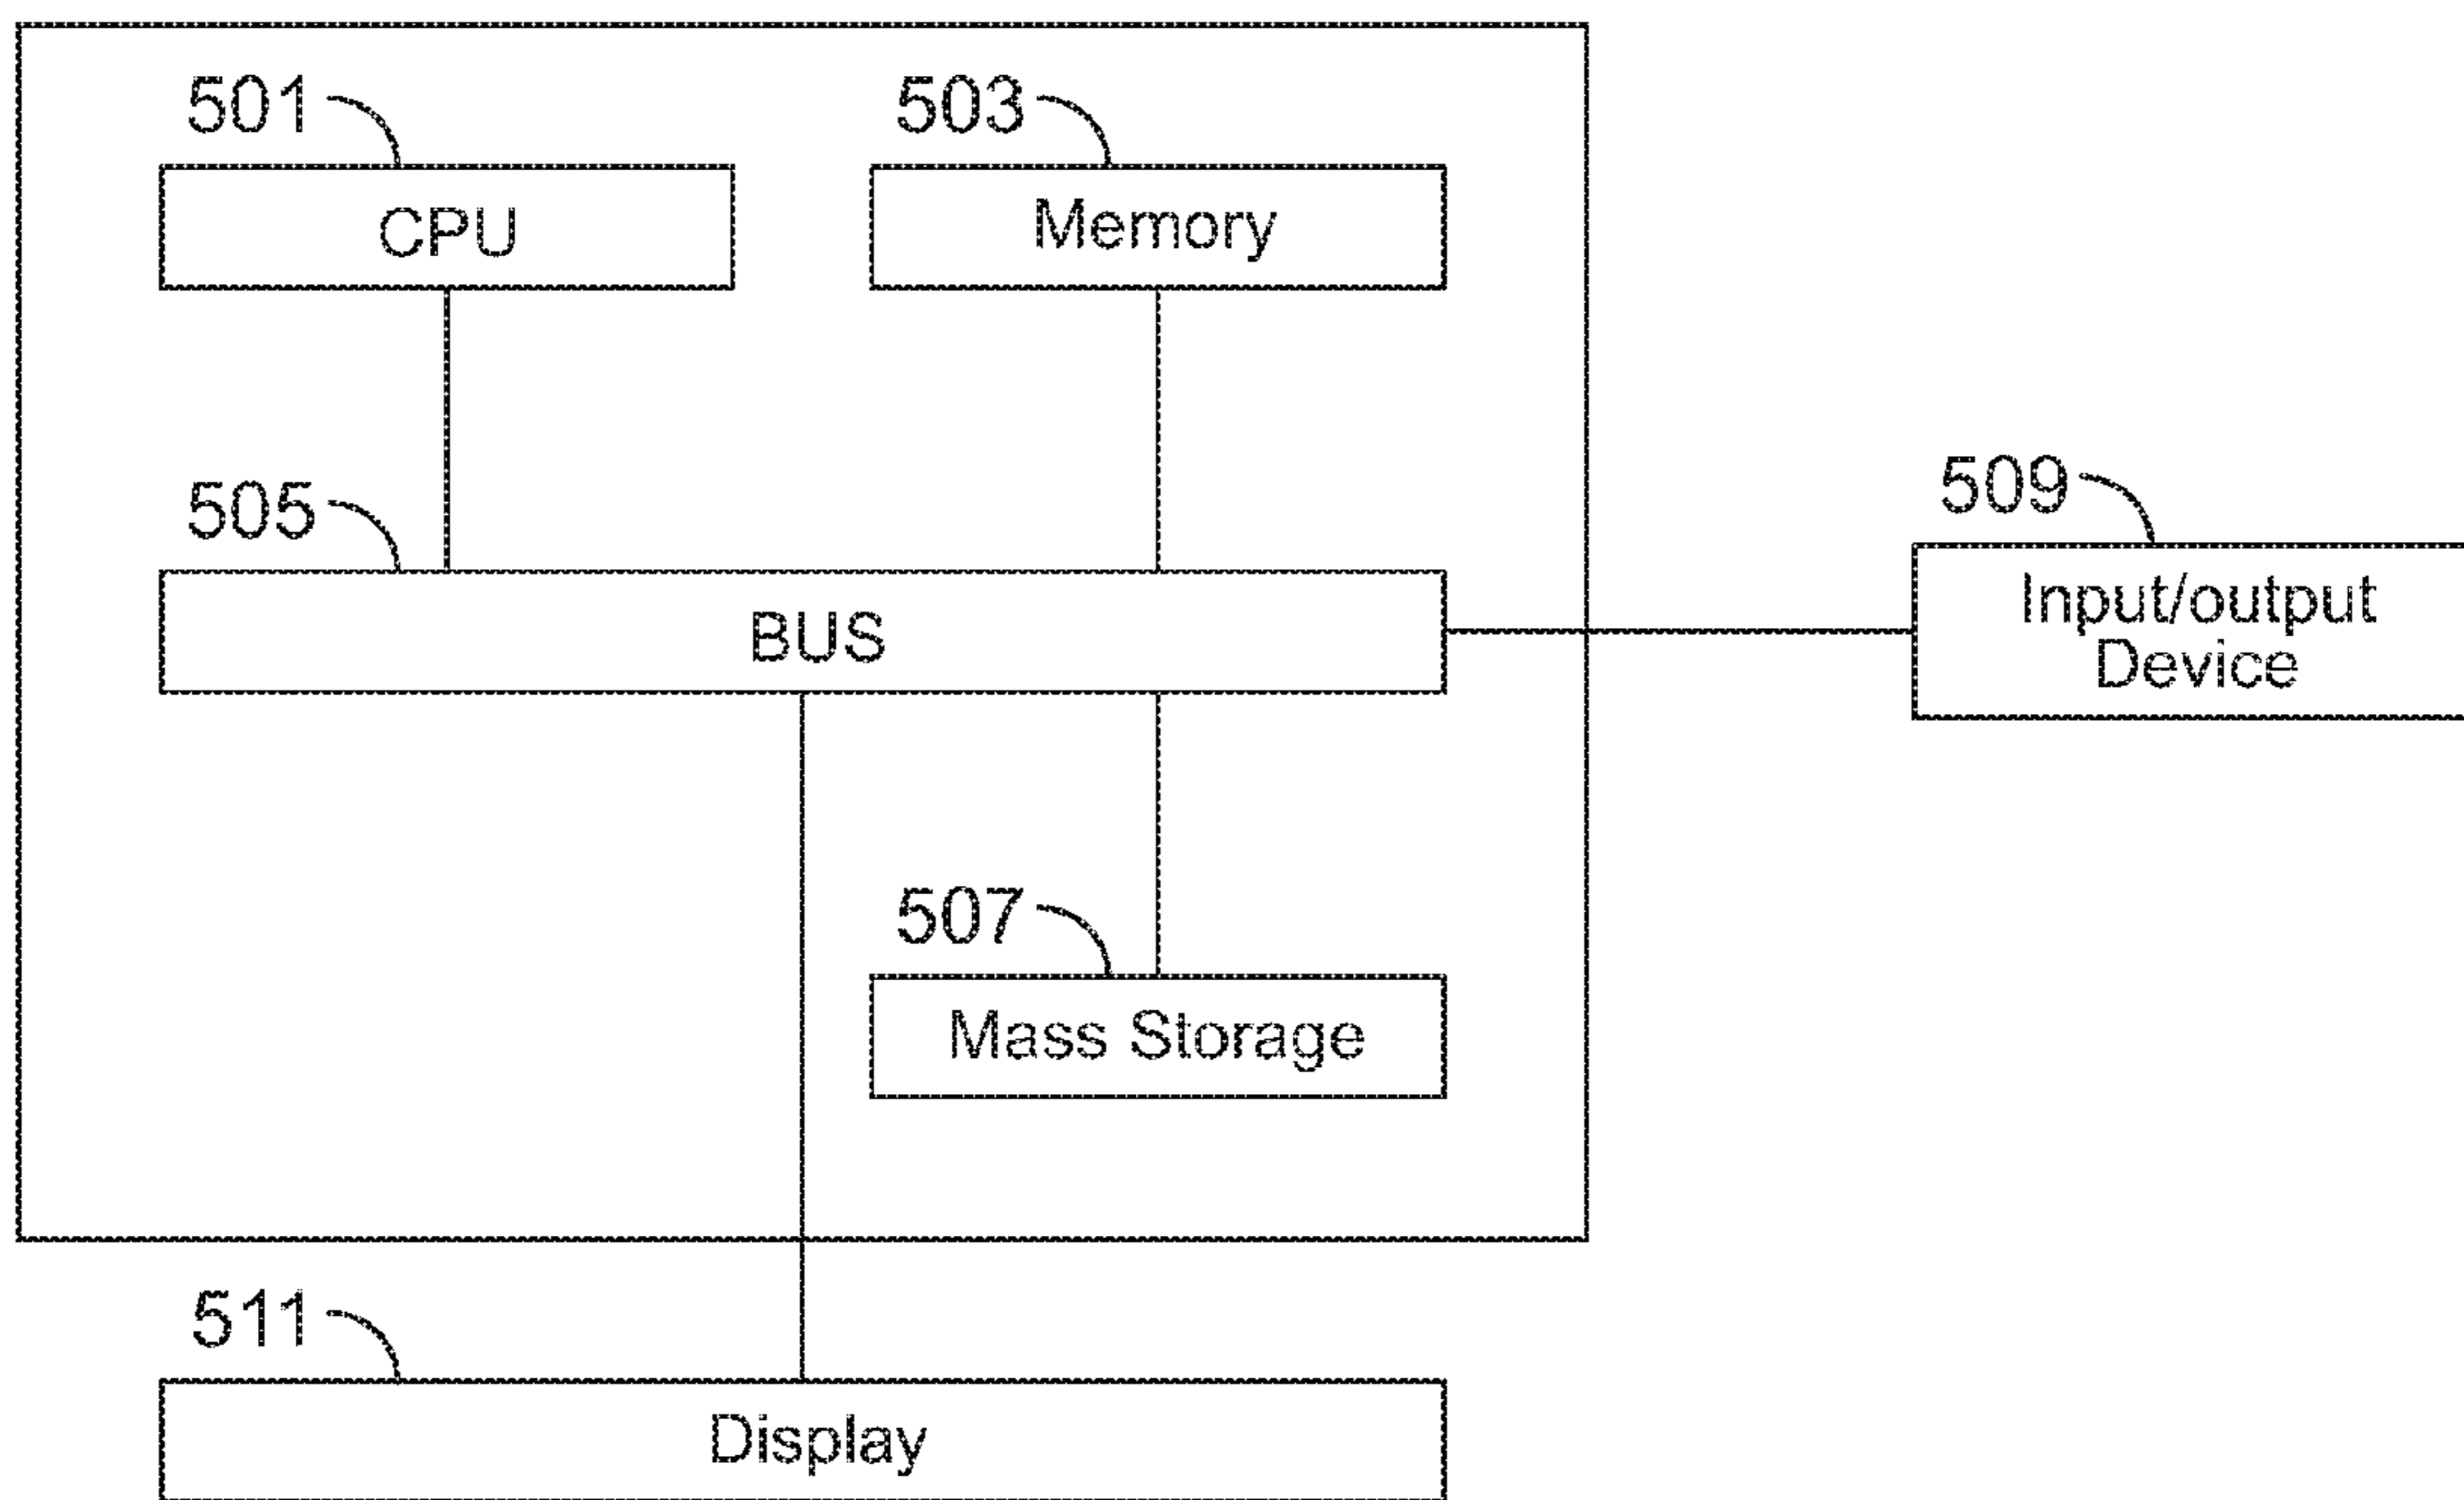 501
503
CPU
Memory
505
509
BUS
Input/output
Device
507
Mass Storage
511
Display